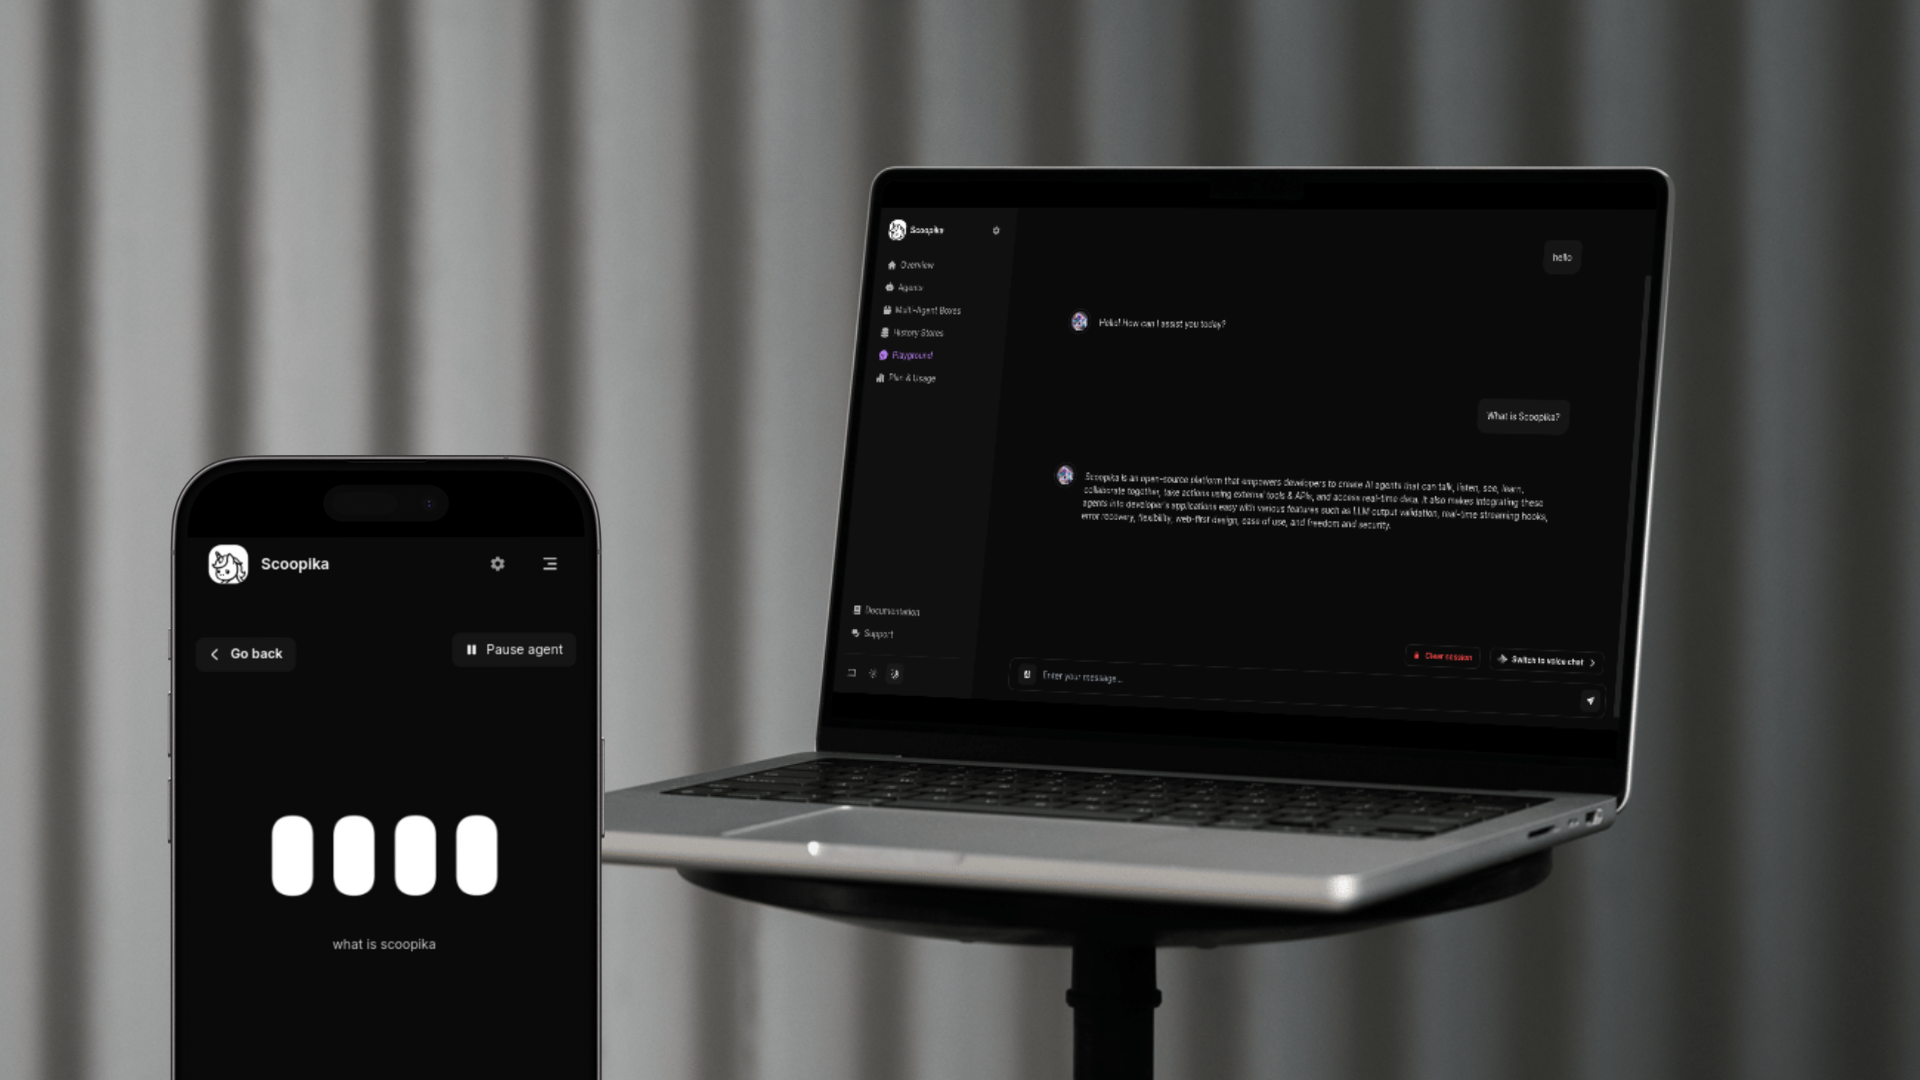 Scoopika
Go back
Pause agent
what is scoopika
Scoopika
Overview
Agents
Multi-Agent Boxes
History Stores
Playground
Plan & Usage
Documentation
Support
hello
Hello! How can I assist you today?
What is Scoopika?
Scoopika is an open-source platform that empowers developers to create AI agents that can talk, listen, see, learn,
collaborate together, take actions using external tools & APIs, and access real-time data. It also makes integrating these
agents into developer's applications easy with various features such as LLM output validation, real-time streaming hooks,
error recovery, flexibility, web-first design, ease of use, and freedom and security.
Clear session
Switch to voice chat
Enter your message...